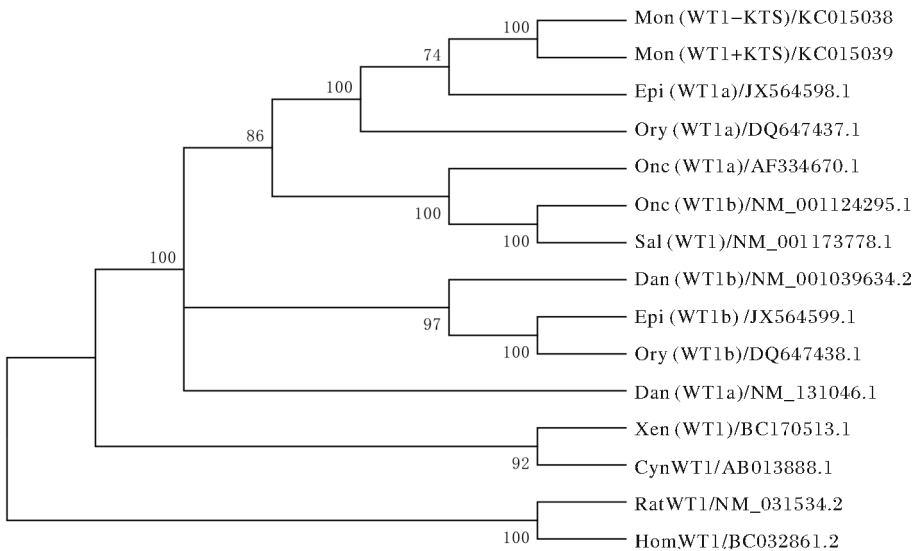 Mon (WT1−KTS)/KC015038
100
Mon (WT1+KTS)/KC015039
74
Epi (WT1a)/JX564598.1
100
Ory (WT1a)/DQ647437.1
86
Onc (WT1a)/AF334670.1
Onc (WT1b)/NM_001124295.1
100
Sal (WT1)/NM_001173778.1
100
100
Dan (WT1b)/NM_001039634.2
Epi (WT1b) /JX564599.1
97
Ory (WT1b)/DQ647438.1
100
Dan (WT1a)/NM_131046.1
Xen (WT1)/BC170513.1
CynWT1/AB013888.1
92
RatWT1/NM_031534.2
HomWT1/BC032861.2
100